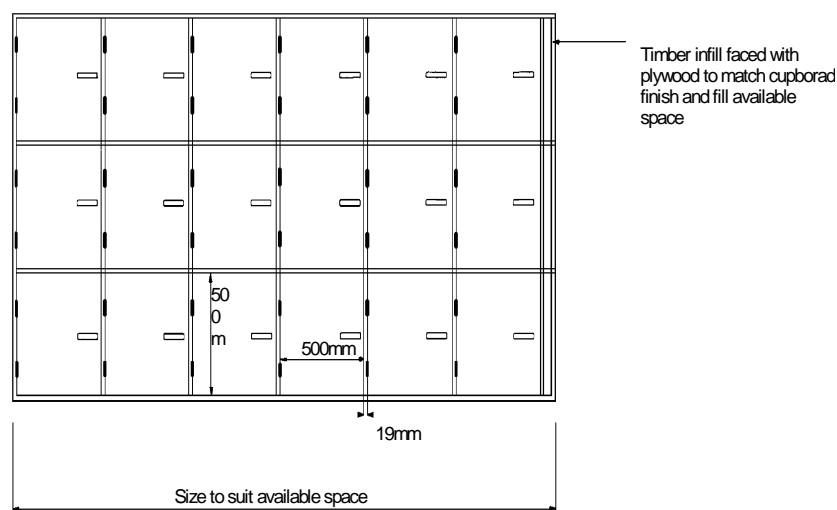 Timber infill faced with
plywood to match cupborad
finish and fill available
space
50
0
m
500mm
19mm
Size to suit available space